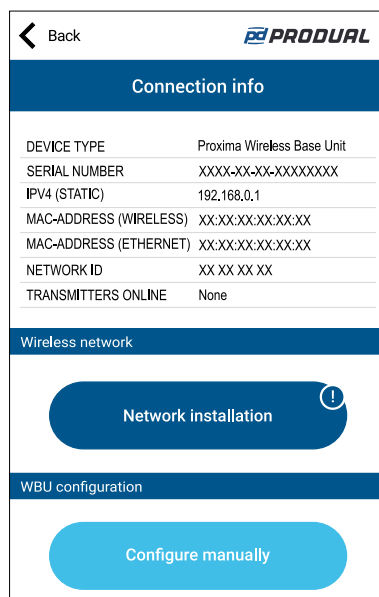 Back
pd PRODUAL
Connection info
DEVICE TYPE Proxima Wireless Base Unit
SERIAL NUMBER XXXX-XX-XX-XXXXXXXX
IPV4 (STATIC) 192.168.0.1
MAC-ADDRESS (WIRELESS) XX:XX:XX:XX:XX:XX
MAC-ADDRESS (ETHERNET) XX:XX:XX:XX:XX:XX
NETWORK ID XX XX XX XX
TRANSMITTERS ONLINE None
Wireless network
!
Network installation
WBU configuration
Configure manually